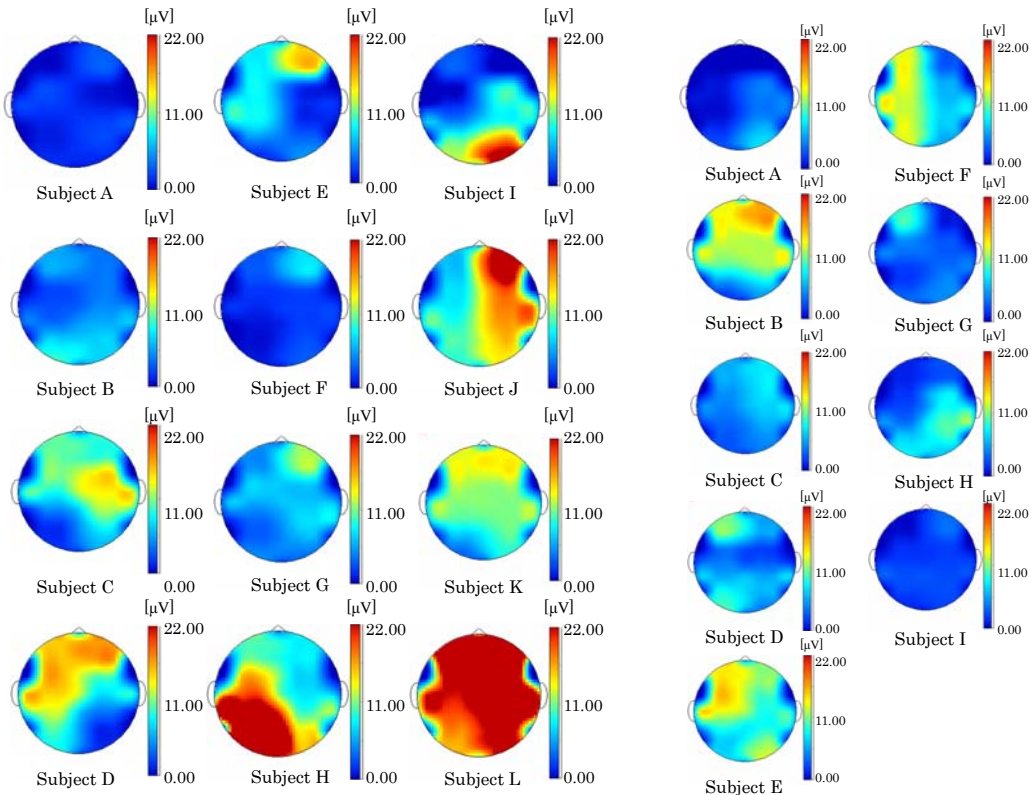 [μV] [μV] [μV]
22.00 22.00 22.00
11.00 11.00 11.00
0.00 0.00 0.00
Subject A Subject E Subject I
[μV] [μV] [μV]
22.00 22.00 22.00
11.00 11.00 11.00
0.00 0.00 0.00
Subject B Subject F Subject J
[μV] [μV] [μV]
22.00 22.00 22.00
11.00 11.00 11.00
0.00 0.00 0.00
Subject C Subject G Subject K
[μV] [μV] [μV]
22.00 22.00 22.00
11.00 11.00 11.00
0.00 0.00 0.00
Subject D Subject H Subject L
[μV] [μV]
22.00 22.00
11.00 11.00
0.00 0.00
Subject A Subject F
[μV] [μV]
22.00 22.00
11.00 11.00
0.00 0.00
Subject B Subject G
[μV] [μV]
22.00 22.00
11.00 11.00
0.00 0.00
Subject C Subject H
[μV] [μV]
22.00 22.00
11.00 11.00
0.00 0.00
Subject D Subject I
[μV]
22.00
11.00
0.00
Subject E